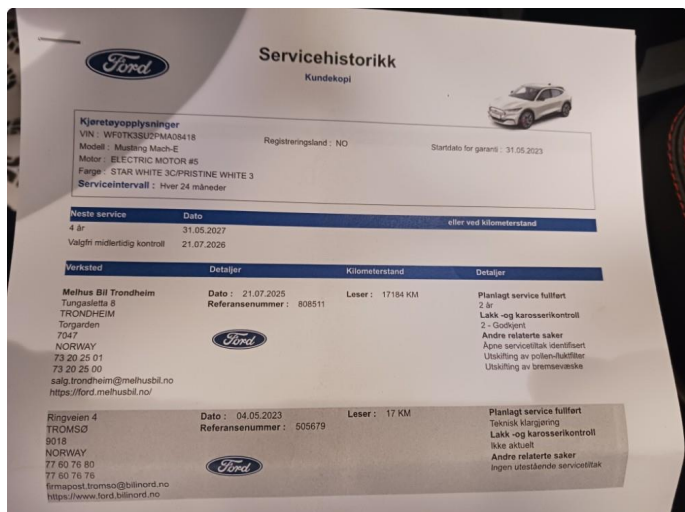 Ford
Servicehistorikk
Kundekopi
Kjøretøyopplysninger
VIN : WF0TK3SU2PMA08418
Registreringsland : NO
Startdato for garanti : 31.05.2023
Modell : Mustang Mach-E
Motor : ELECTRIC MOTOR #5
Farge : STAR WHITE 3C/PRISTINE WHITE 3
Serviceintervall : Hver 24 måneder
Neste service Dato eller ved kilometerstand
4 år 31.05.2027
Valgfri midlertidig kontroll 21.07.2026
Verksted Detaljer Kilometerstand Detaljer
Melhus Bil Trondheim
Tungasletta 8
TRONDHEIM
Torgarden
7047
NORWAY
73 20 25 01
73 20 25 00
salg.trondheim@melhusbil.no
https://ford.melhusbil.no/
Dato : 21.07.2025
Referansenummer : 808511
Ford
Leser : 17184 KM
Planlagt service fullført
2 år
Lakk -og karosserikontroll
2 - Godkjent
Andre relaterte saker
Åpne servicetiltak identifisert
Utskifting av pollen-/luktfilter
Utskifting av bremsevæske
Ringveien 4
TROMSØ
9018
NORWAY
77 60 76 80
77 60 76 76
firmapost.tromso@bilinord.no
https://www.ford.bilinord.no
Dato : 04.05.2023
Referansenummer : 505679
Ford
Leser : 17 KM
Planlagt service fullført
Teknisk klargjøring
Lakk -og karosserikontroll
Ikke aktuelt
Andre relaterte saker
Ingen utestående servicetiltak